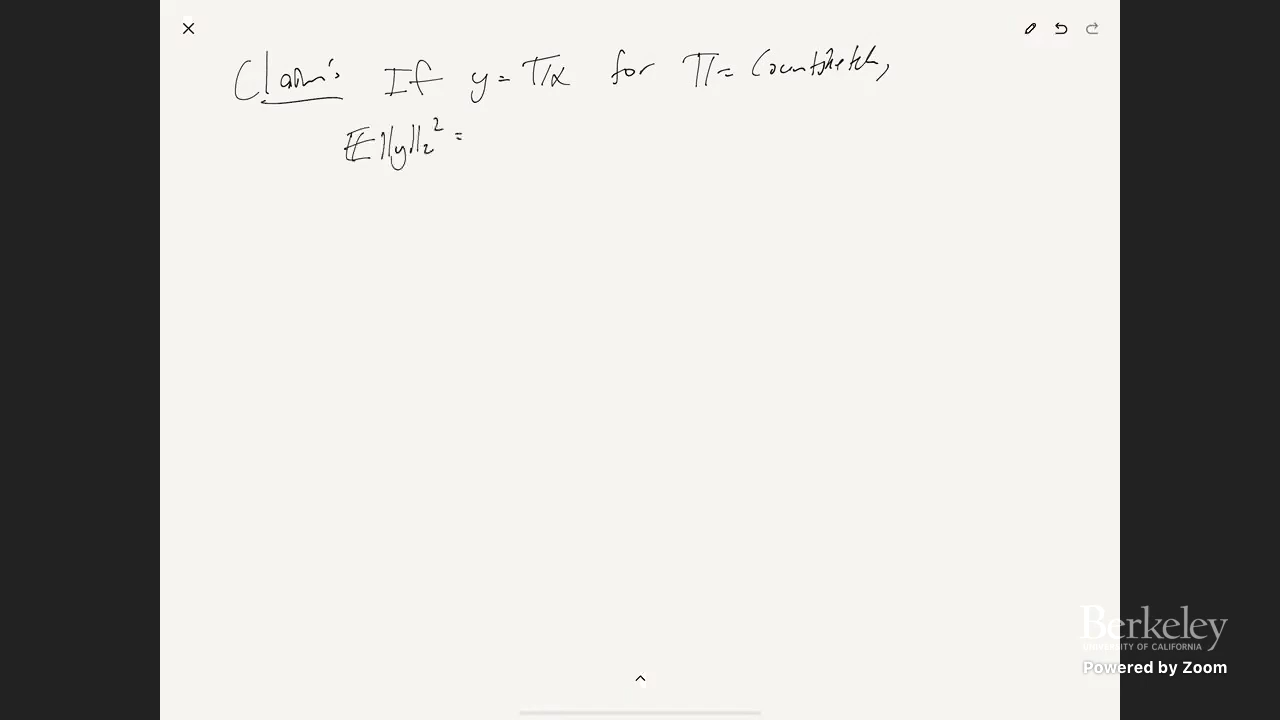 Claim: If y = Πx for Π = CountSketch,
E||y||₂² =
Berkeley
UNIVERSITY OF CALIFORNIA
Powered by Zoom